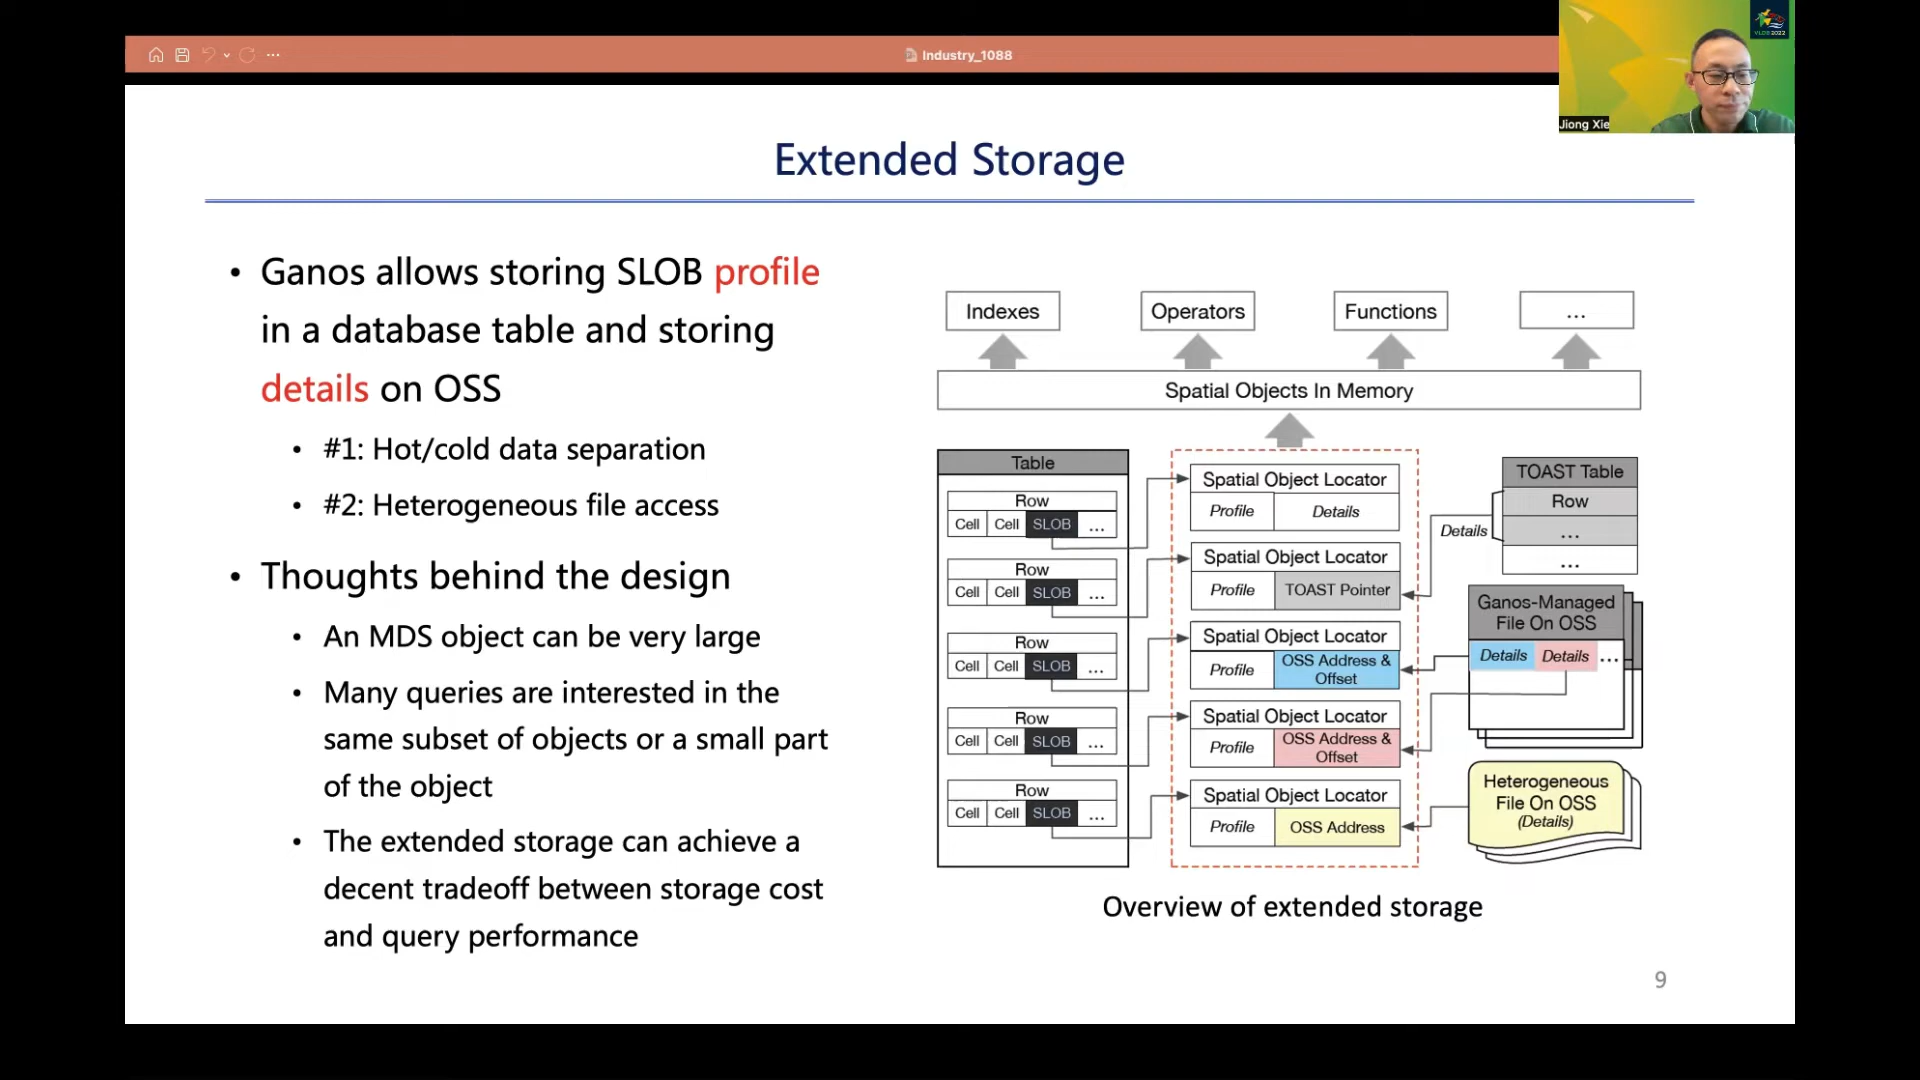 Industry_1088
VLDB 2022
Jiong Xie
Extended Storage
• Ganos allows storing SLOB profile
in a database table and storing
details on OSS
• #1: Hot/cold data separation
• #2: Heterogeneous file access
• Thoughts behind the design
• An MDS object can be very large
• Many queries are interested in the
same subset of objects or a small part
of the object
• The extended storage can achieve a
decent tradeoff between storage cost
and query performance
Indexes
Operators
Functions
...
Spatial Objects In Memory
Table
Row
Cell Cell SLOB ...
Row
Cell Cell SLOB ...
Row
Cell Cell SLOB ...
Row
Cell Cell SLOB ...
Row
Cell Cell SLOB ...
Spatial Object Locator
Profile Details
Spatial Object Locator
Profile TOAST Pointer
Spatial Object Locator
Profile OSS Address &
Offset
Spatial Object Locator
Profile OSS Address &
Offset
Spatial Object Locator
Profile OSS Address
Details
TOAST Table
Row
...
...
Ganos-Managed
File On OSS
Details Details ...
Heterogeneous
File On OSS
(Details)
Overview of extended storage
9